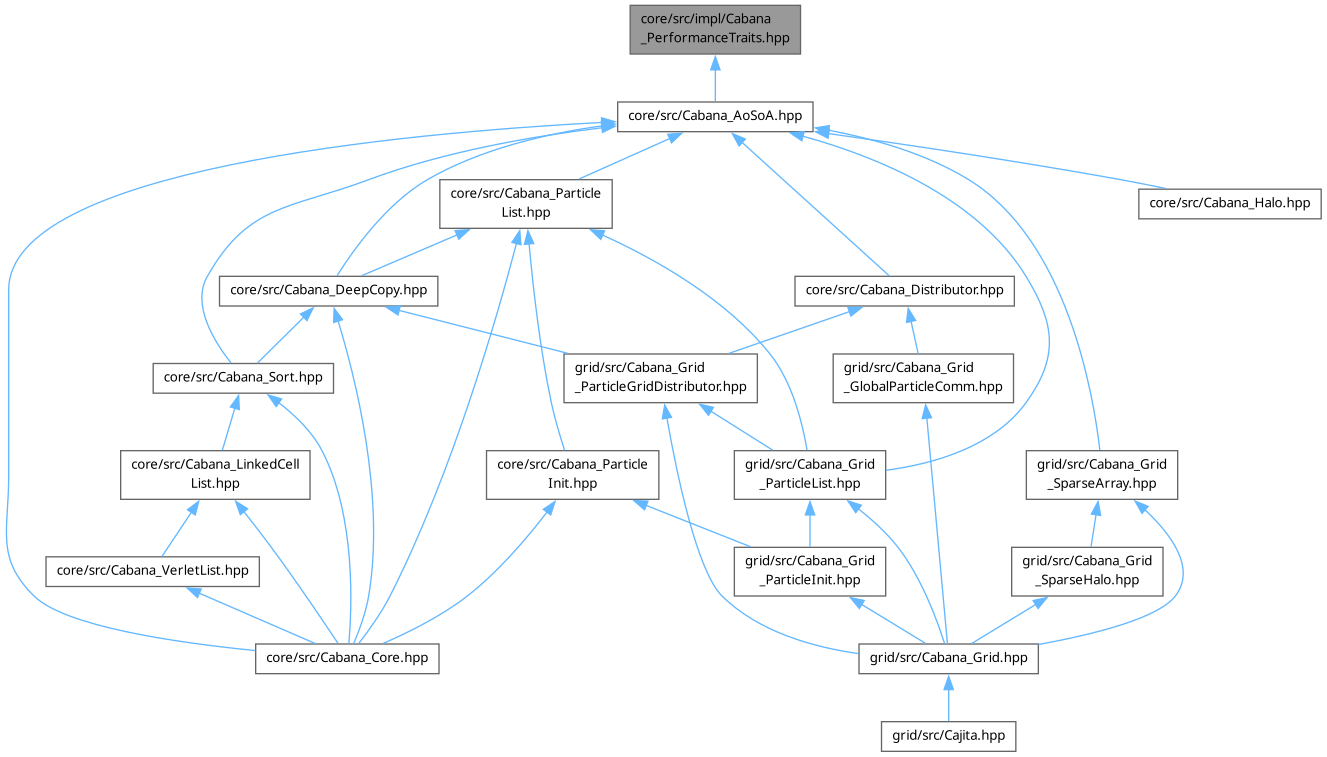 core/src/impl/Cabana
_PerformanceTraits.hpp
core/src/Cabana_AoSoA.hpp
core/src/Cabana_Particle
List.hpp
core/src/Cabana_Halo.hpp
core/src/Cabana_DeepCopy.hpp
core/src/Cabana_Distributor.hpp
core/src/Cabana_Sort.hpp
grid/src/Cabana_Grid
_ParticleGridDistributor.hpp
grid/src/Cabana_Grid
_GlobalParticleComm.hpp
core/src/Cabana_LinkedCell
List.hpp
core/src/Cabana_Particle
Init.hpp
grid/src/Cabana_Grid
_ParticleList.hpp
grid/src/Cabana_Grid
_SparseArray.hpp
core/src/Cabana_VerletList.hpp
grid/src/Cabana_Grid
_ParticleInit.hpp
grid/src/Cabana_Grid
_SparseHalo.hpp
core/src/Cabana_Core.hpp
grid/src/Cabana_Grid.hpp
grid/src/Cajita.hpp